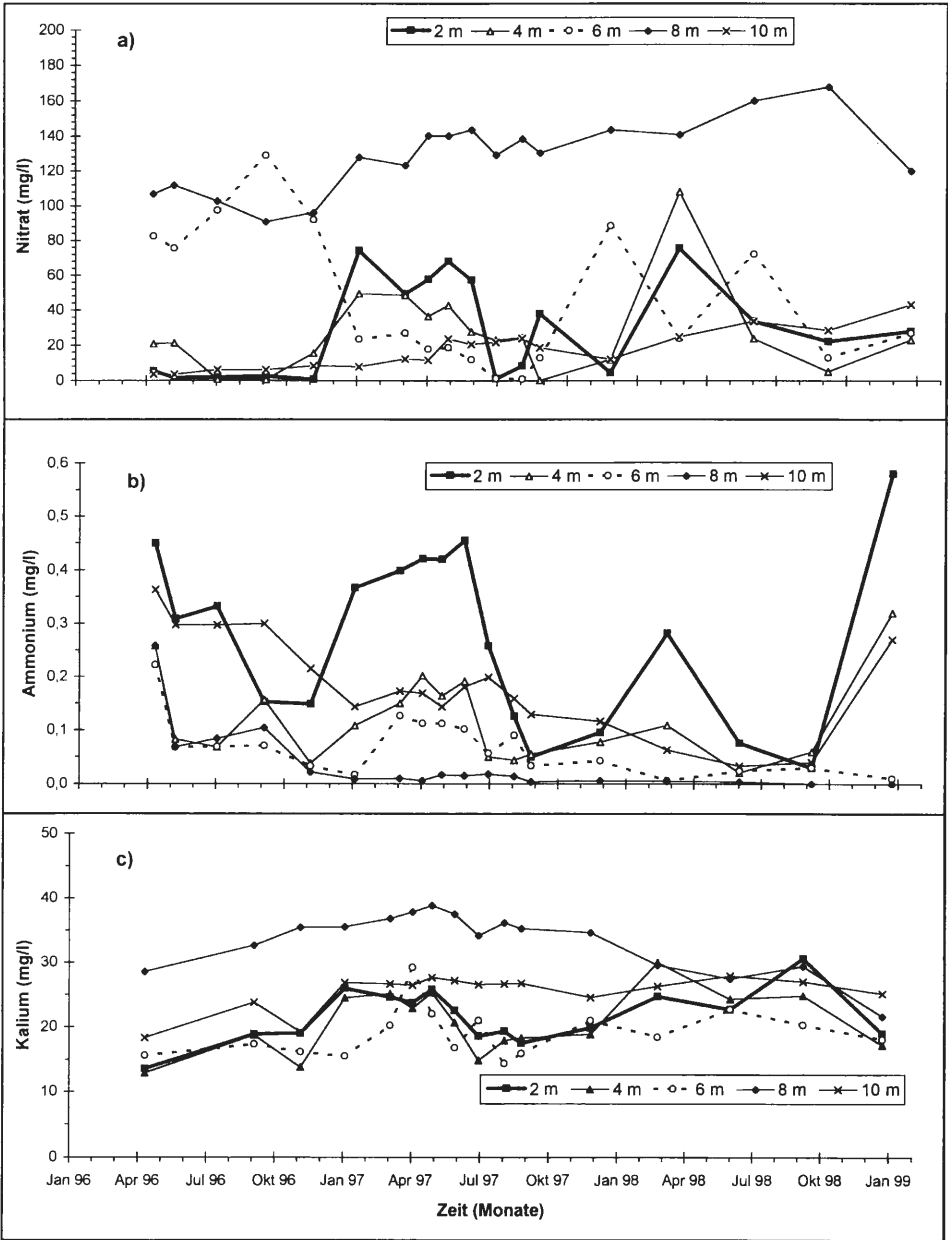 a)
2 m 4 m 6 m 8 m 10 m
200
180
160
140
120
100
80
60
40
20
0
Nitrat (mg/l)
b)
2 m 4 m 6 m 8 m 10 m
0,6
0,5
0,4
0,3
0,2
0,1
0,0
Ammonium (mg/l)
c)
50
40
30
20
10
0
Kalium (mg/l)
2 m 4 m 6 m 8 m 10 m
Jan 96 Apr 96 Jul 96 Okt 96 Jan 97 Apr 97 Jul 97 Okt 97 Jan 98 Apr 98 Jul 98 Okt 98 Jan 99
Zeit (Monate)